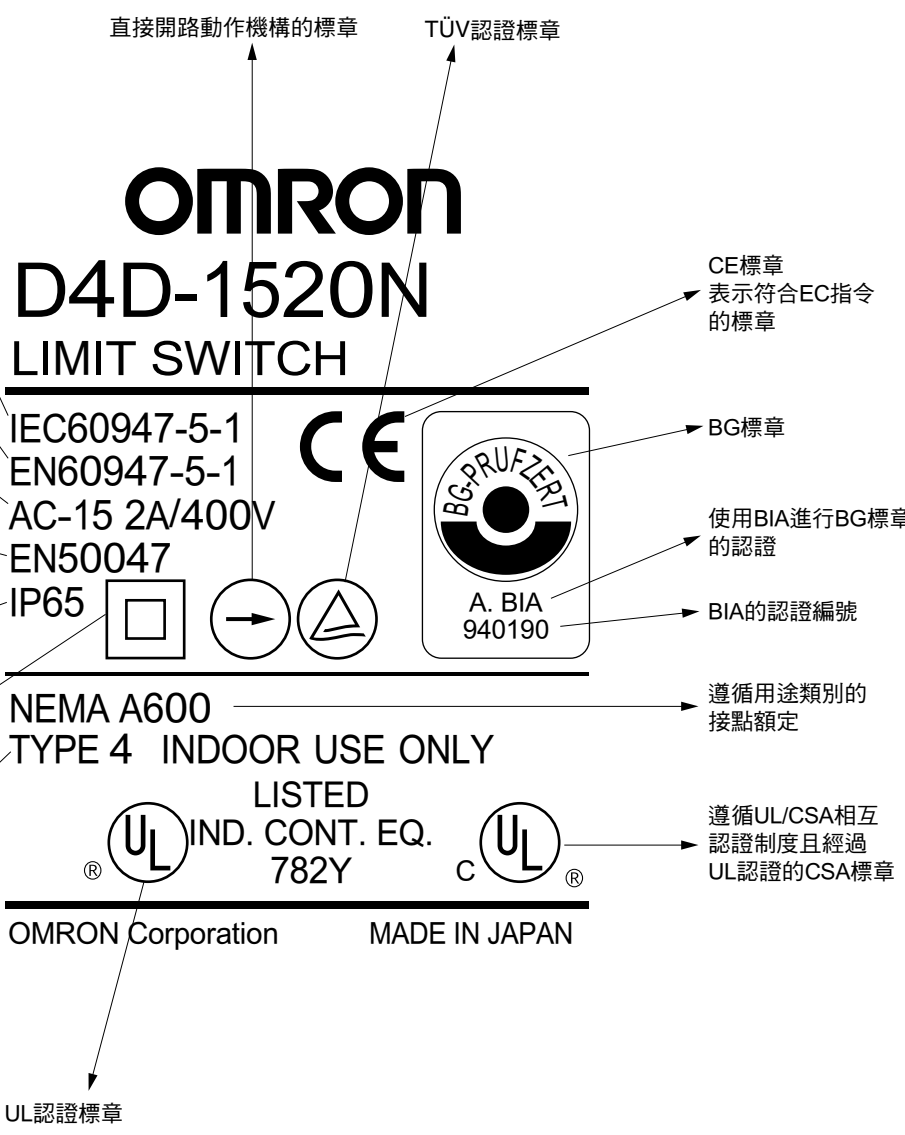 直接開路動作機構的標章
TÜV認證標章
OMRON
D4D-1520N
LIMIT SWITCH
CE標章
表示符合EC指令
的標章
IEC60947-5-1
EN60947-5-1
AC-15 2A/400V
EN50047
IP65
CE
BG-PRUFZERT
A. BIA
940190
BG標章
使用BIA進行BG標章
的認證
BIA的認證編號
NEMA A600
TYPE 4 INDOOR USE ONLY
遵循用途類別的
接點額定
LISTED
IND. CONT. EQ.
782Y
UL
®
C
UL
®
遵循UL/CSA相互
認證制度且經過
UL認證的CSA標章
OMRON Corporation
MADE IN JAPAN
UL認證標章